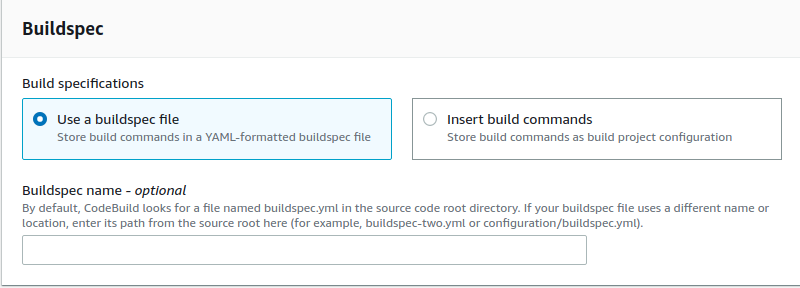 Buildspec
Build specifications
Use a buildspec file
Store build commands in a YAML-formatted buildspec file
Insert build commands
Store build commands as build project configuration
Buildspec name - optional
By default, CodeBuild looks for a file named buildspec.yml in the source code root directory. If your buildspec file uses a different name or
location, enter its path from the source root here (for example, buildspec-two.yml or configuration/buildspec.yml).